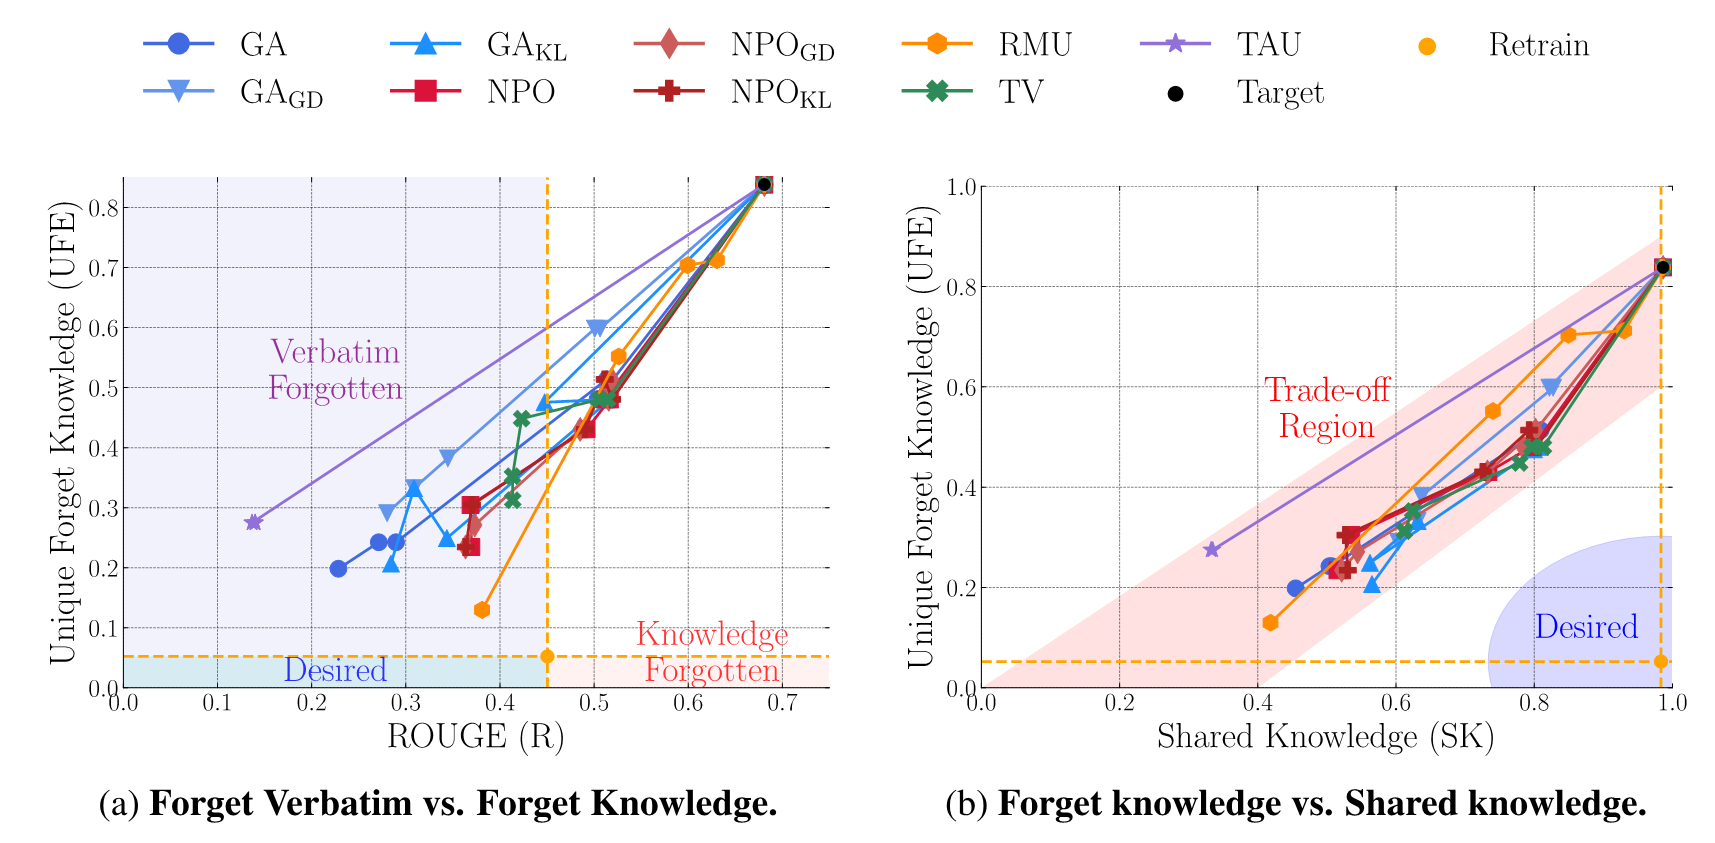 GA
GA_KL
NPO_GD
RMU
TAU
Retrain
GA_GD
NPO
NPO_KL
TV
Target
Unique Forget Knowledge (UFE)
0.8
0.7
0.6
0.5
0.4
0.3
0.2
0.1
0.0
Verbatim
Forgotten
Desired
Knowledge
Forgotten
0.0 0.1 0.2 0.3 0.4 0.5 0.6 0.7
ROUGE (R)
Unique Forget Knowledge (UFE)
1.0
0.8
0.6
0.4
0.2
0.0
Trade-off
Region
Desired
0.0 0.2 0.4 0.6 0.8 1.0
Shared Knowledge (SK)
(a) Forget Verbatim vs. Forget Knowledge.
(b) Forget knowledge vs. Shared knowledge.